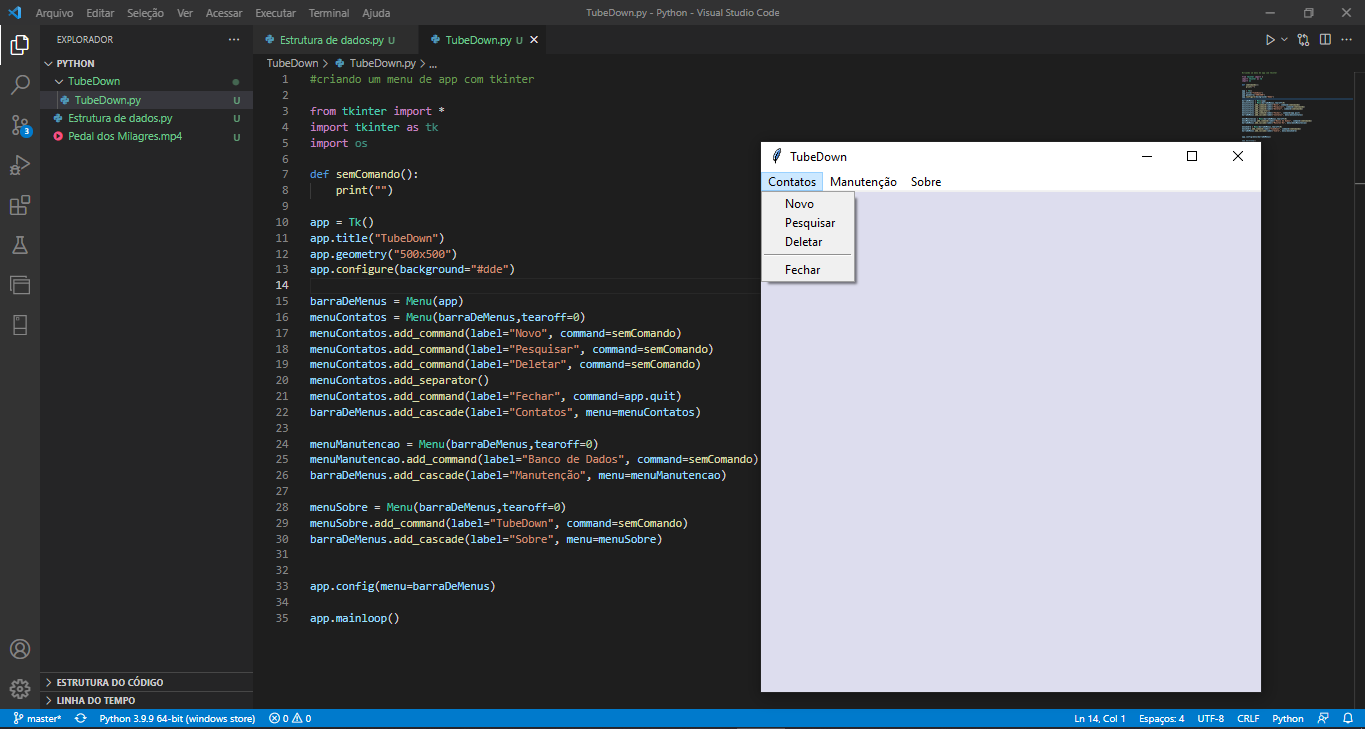 Arquivo Editar Seleção Ver Acessar Executar Terminal Ajuda
TubeDown.py - Python - Visual Studio Code
EXPLORADOR
PYTHON
TubeDown
TubeDown.py U
Estrutura de dados.py U
Pedal dos Milagres.mp4 U
3
ESTRUTURA DO CÓDIGO
LINHA DO TEMPO
Estrutura de dados.py U
TubeDown.py U
TubeDown > TubeDown.py > ...
1 #criando um menu de app com tkinter
2
3 from tkinter import *
4 import tkinter as tk
5 import os
6
7 def semComando():
8     print("")
9
10 app = Tk()
11 app.title("TubeDown")
12 app.geometry("500x500")
13 app.configure(background="#dde")
14
15 barraDeMenus = Menu(app)
16 menuContatos = Menu(barraDeMenus,tearoff=0)
17 menuContatos.add_command(label="Novo", command=semComando)
18 menuContatos.add_command(label="Pesquisar", command=semComando)
19 menuContatos.add_command(label="Deletar", command=semComando)
20 menuContatos.add_separator()
21 menuContatos.add_command(label="Fechar", command=app.quit)
22 barraDeMenus.add_cascade(label="Contatos", menu=menuContatos)
23
24 menuManutencao = Menu(barraDeMenus,tearoff=0)
25 menuManutencao.add_command(label="Banco de Dados", command=semComando)
26 barraDeMenus.add_cascade(label="Manutenção", menu=menuManutencao)
27
28 menuSobre = Menu(barraDeMenus,tearoff=0)
29 menuSobre.add_command(label="TubeDown", command=semComando)
30 barraDeMenus.add_cascade(label="Sobre", menu=menuSobre)
31
32
33 app.config(menu=barraDeMenus)
34
35 app.mainloop()
TubeDown
Contatos Manutenção Sobre
Novo
Pesquisar
Deletar
Fechar
master* Python 3.9.9 64-bit (windows store) 0 0 Ln 14, Col 1 Espaços: 4 UTF-8 CRLF Python